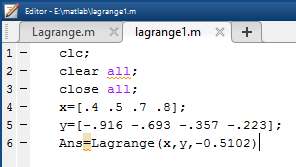 Editor - E:\matlab\lagrange1.m
Lagrange.m × lagrange1.m × +
1 - clc;
2 - clear all;
3 - close all;
4 - x=[.4 .5 .7 .8];
5 - y=[-.916 -.693 -.357 -.223];
6 - Ans=Lagrange(x,y,-0.5102)